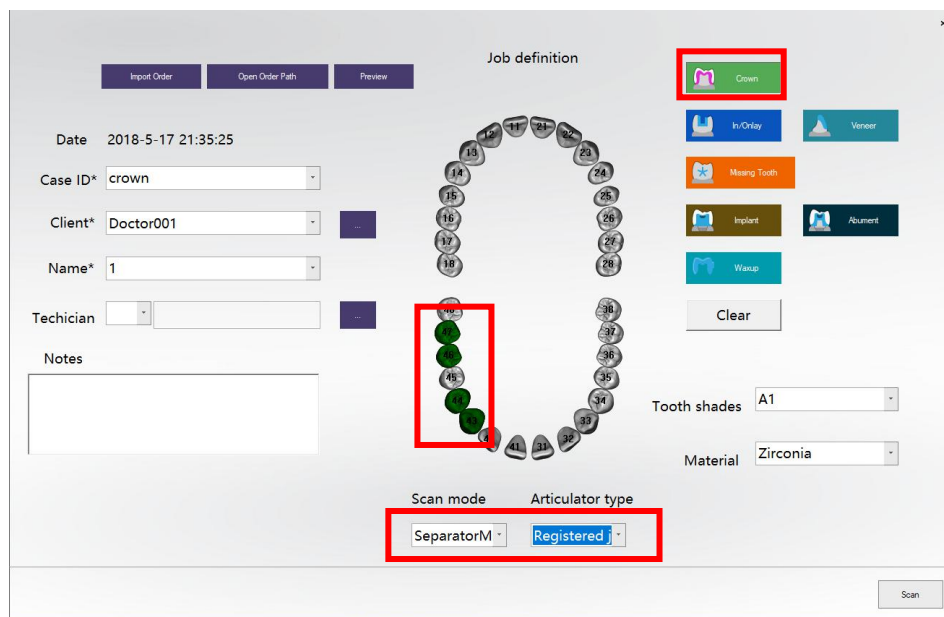 Job definition
Import Order Open Order Path Preview
Crown
Date 2018-5-17 21:35:25
In/Onlay Veneer
Case ID* crown
Missing Tooth
Client* Doctor001 ...
Implant Abument
Name* 1
Waxup
Techician ...
Clear
Notes
12 11 21 22
13 23
14 24
15 25
16 26
17 27
18 28
48 38
47 37
46 36
45 35
44 34
43 33
41 31 32
Tooth shades A1
Material Zirconia
Scan mode Articulator type
SeparatorM Registered j
Scan